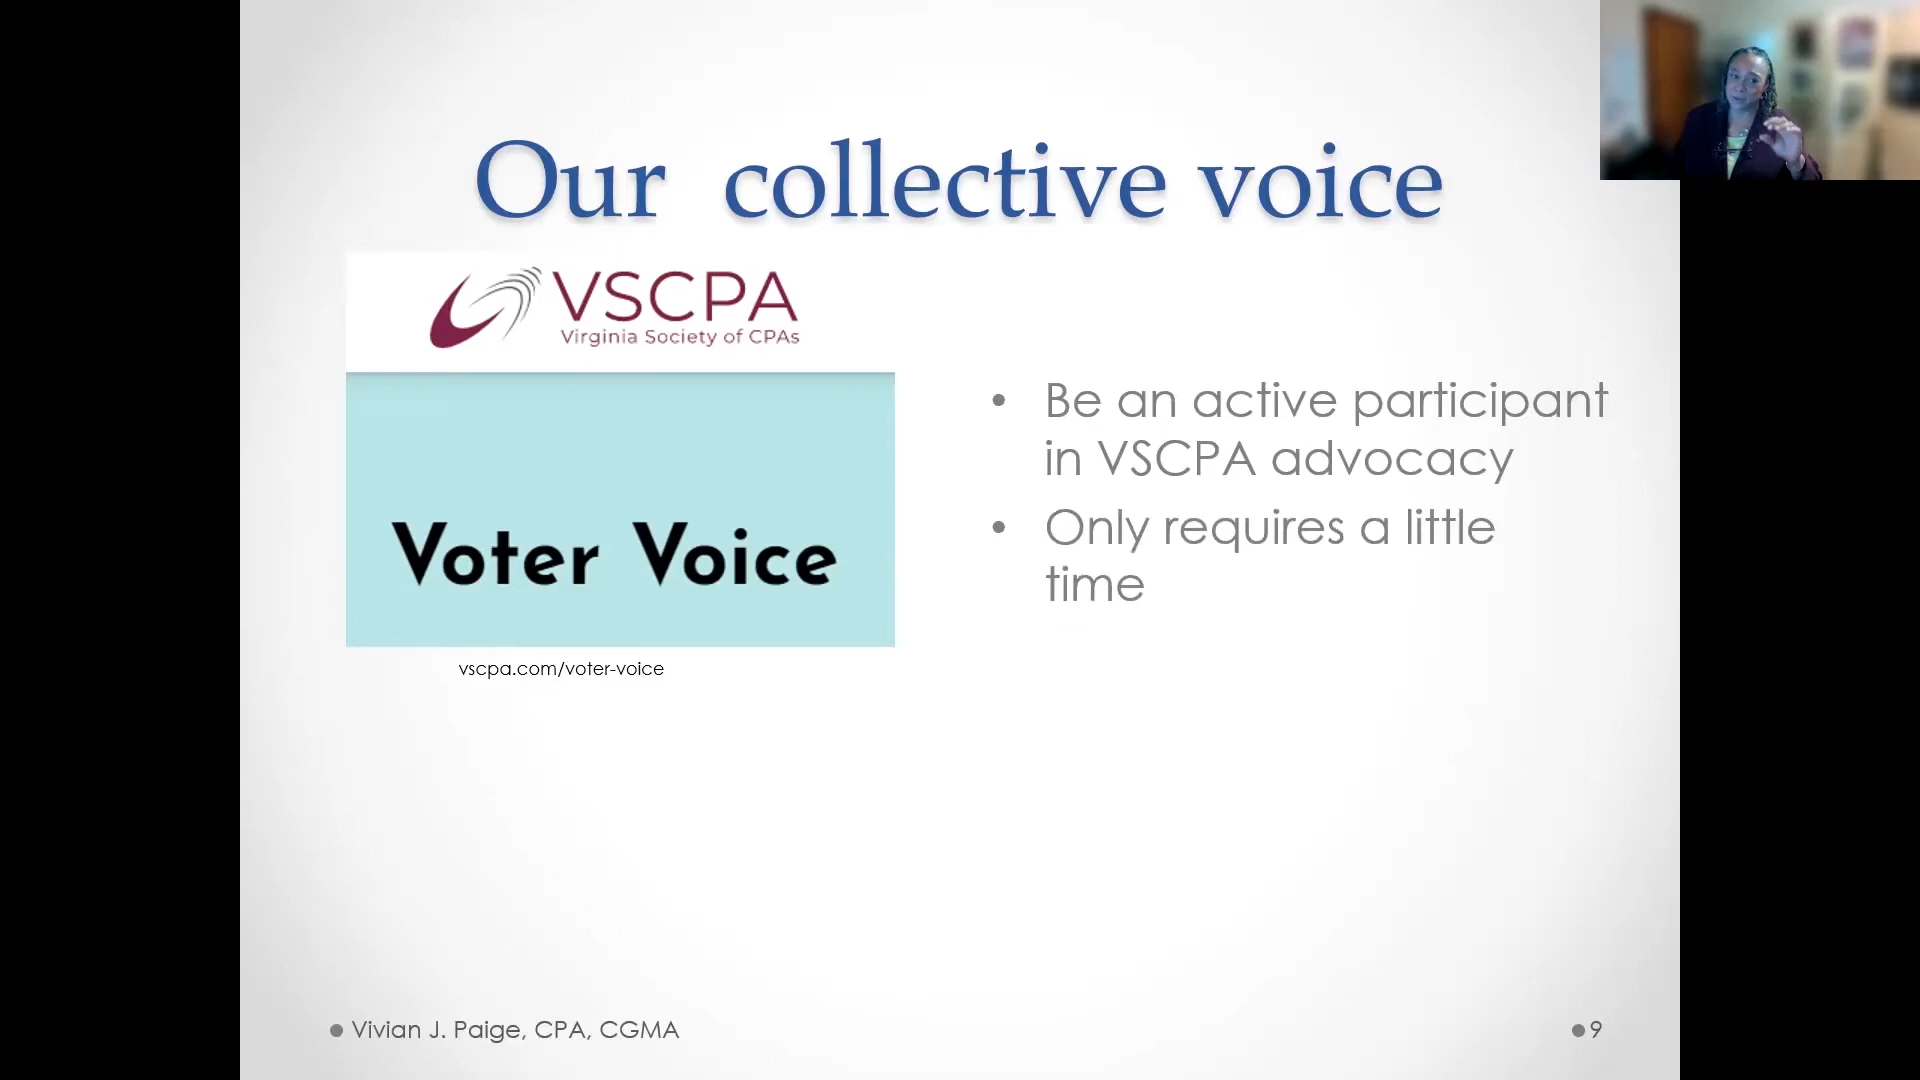 Our collective voice
VSCPA
Virginia Society of CPAs
Voter Voice
vscpa.com/voter-voice
• Be an active participant
in VSCPA advocacy
• Only requires a little
time
Vivian J. Paige, CPA, CGMA
9